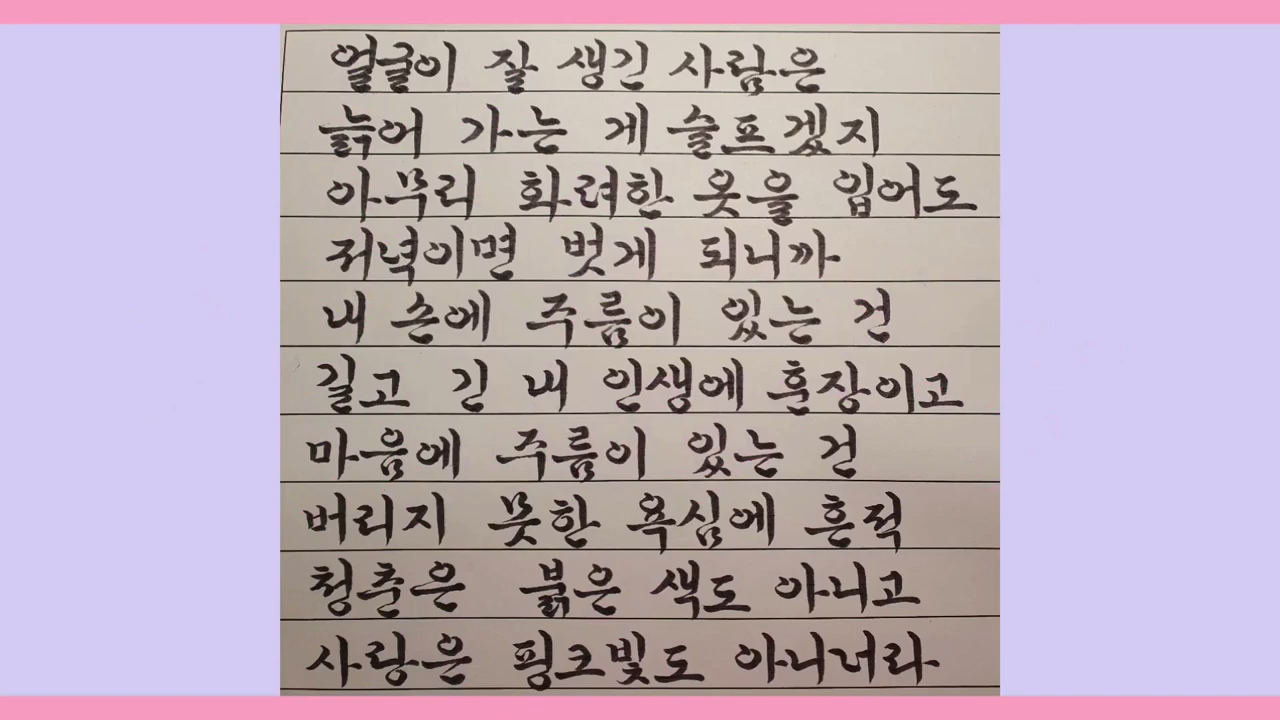 얼굴이 잘 생긴 사람은
늙어 가는 게 슬프겠지
아무리 화려한 옷을 입어도
저녁이면 벗게 되니까
내 손에 주름이 있는 건
길고 긴 내 인생에 훈장이고
마음에 주름이 있는 건
버리지 못한 욕심에 흔적
청춘은 붉은 색도 아니고
사랑은 핑크빛도 아니더라